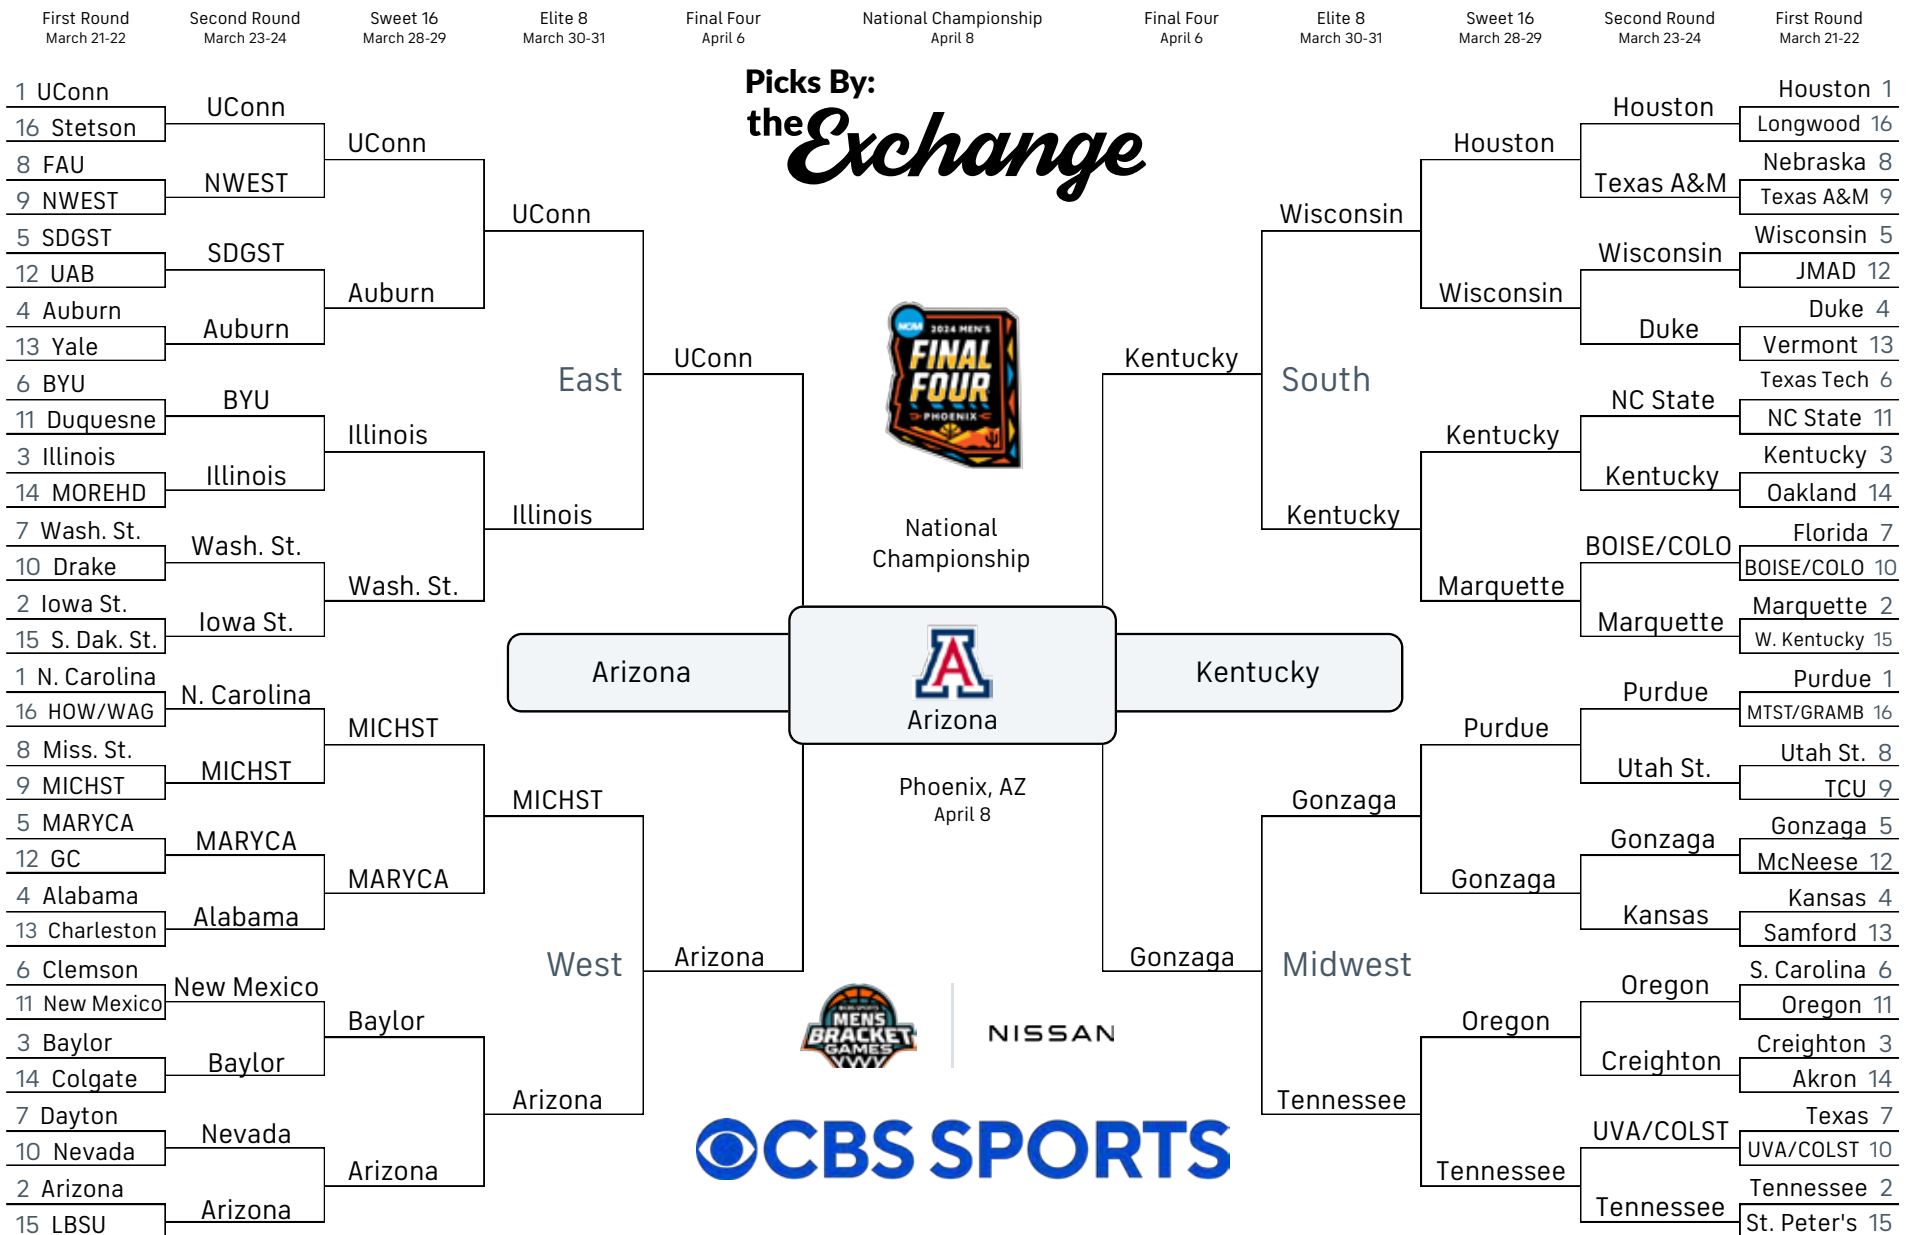 First Round
March 21-22
Second Round
March 23-24
Sweet 16
March 28-29
Elite 8
March 30-31
Final Four
April 6
National Championship
April 8
Final Four
April 6
Elite 8
March 30-31
Sweet 16
March 28-29
Second Round
March 23-24
First Round
March 21-22
Picks By:
the Exchange
1 UConn
16 Stetson
8 FAU
9 NWEST
5 SDGST
12 UAB
4 Auburn
13 Yale
6 BYU
11 Duquesne
3 Illinois
14 MOREHD
7 Wash. St.
10 Drake
2 Iowa St.
15 S. Dak. St.
1 N. Carolina
16 HOW/WAG
8 Miss. St.
9 MICHST
5 MARYCA
12 GC
4 Alabama
13 Charleston
6 Clemson
11 New Mexico
3 Baylor
14 Colgate
7 Dayton
10 Nevada
2 Arizona
15 LBSU
UConn
NWEST
SDGST
Auburn
BYU
Illinois
Wash. St.
Iowa St.
N. Carolina
MICHST
MARYCA
Alabama
New Mexico
Baylor
Nevada
Arizona
UConn
Auburn
Illinois
Wash. St.
MICHST
MARYCA
Baylor
Arizona
UConn
Illinois
MICHST
Arizona
East
West
UConn
Arizona
NCAA
2024 MEN'S
FINAL
FOUR
PHOENIX
National
Championship
Arizona
A
Arizona
Kentucky
Phoenix, AZ
April 8
CBS SPORTS
MENS
BRACKET
GAMES
NISSAN
CBS SPORTS
Kentucky
Gonzaga
South
Midwest
Wisconsin
Kentucky
Gonzaga
Tennessee
Houston
Wisconsin
Kentucky
Marquette
Purdue
Gonzaga
Oregon
Tennessee
Houston
Texas A&M
Wisconsin
Duke
NC State
Kentucky
BOISE/COLO
Marquette
Purdue
Utah St.
Gonzaga
Kansas
Oregon
Creighton
UVA/COLST
Tennessee
Houston 1
Longwood 16
Nebraska 8
Texas A&M 9
Wisconsin 5
JMAD 12
Duke 4
Vermont 13
Texas Tech 6
NC State 11
Kentucky 3
Oakland 14
Florida 7
BOISE/COLO 10
Marquette 2
W. Kentucky 15
Purdue 1
MTST/GRAMB 16
Utah St. 8
TCU 9
Gonzaga 5
McNeese 12
Kansas 4
Samford 13
S. Carolina 6
Oregon 11
Creighton 3
Akron 14
Texas 7
UVA/COLST 10
Tennessee 2
St. Peter's 15